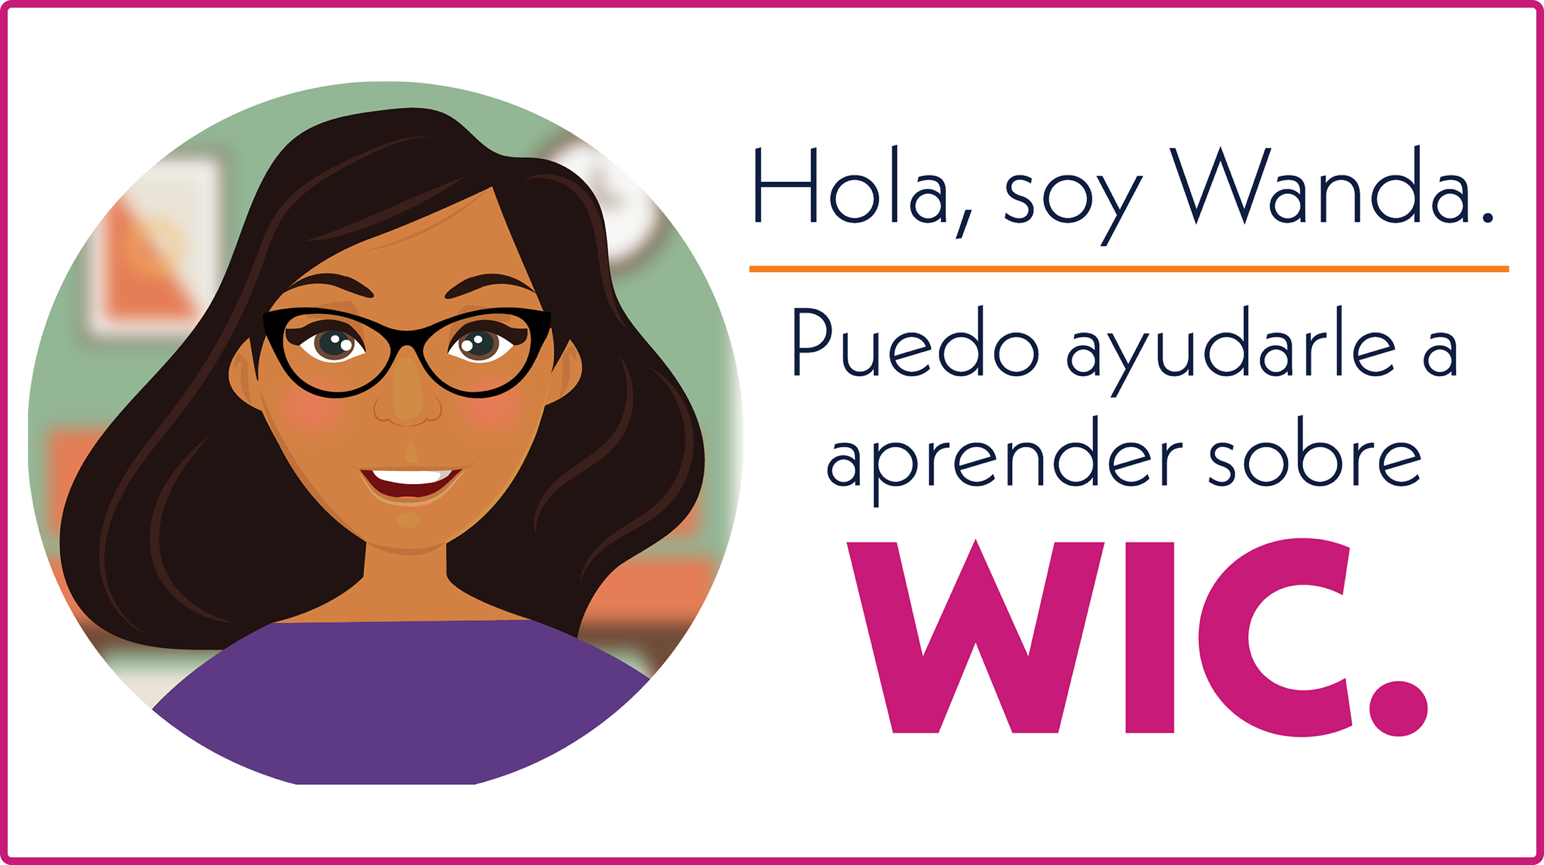 Hola, soy Wanda.
Puedo ayudarle a
aprender sobre
WIC.